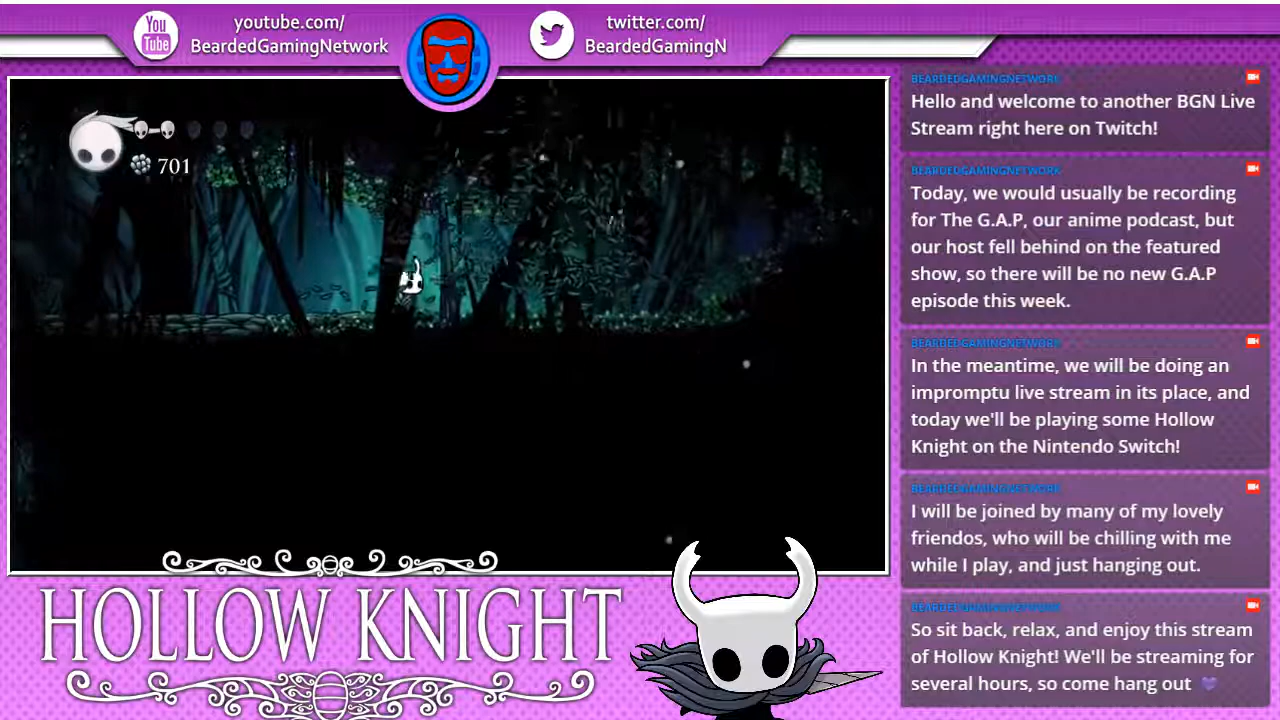 youtube.com/
BeardedGamingNetwork
You
Tube
twitter.com/
BeardedGamingN
701
BEARDEDGAMINGNETWORK
Hello and welcome to another BGN Live
Stream right here on Twitch!
BEARDEDGAMINGNETWORK
Today, we would usually be recording
for The G.A.P, our anime podcast, but
our host fell behind on the featured
show, so there will be no new G.A.P
episode this week.
BEARDEDGAMINGNETWORK
In the meantime, we will be doing an
impromptu live stream in its place, and
today we'll be playing some Hollow
Knight on the Nintendo Switch!
BEARDEDGAMINGNETWORK
I will be joined by many of my lovely
friendos, who will be chilling with me
while I play, and just hanging out.
BEARDEDGAMINGNETWORK
So sit back, relax, and enjoy this stream
of Hollow Knight! We'll be streaming for
several hours, so come hang out
HOLLOW KNIGHT